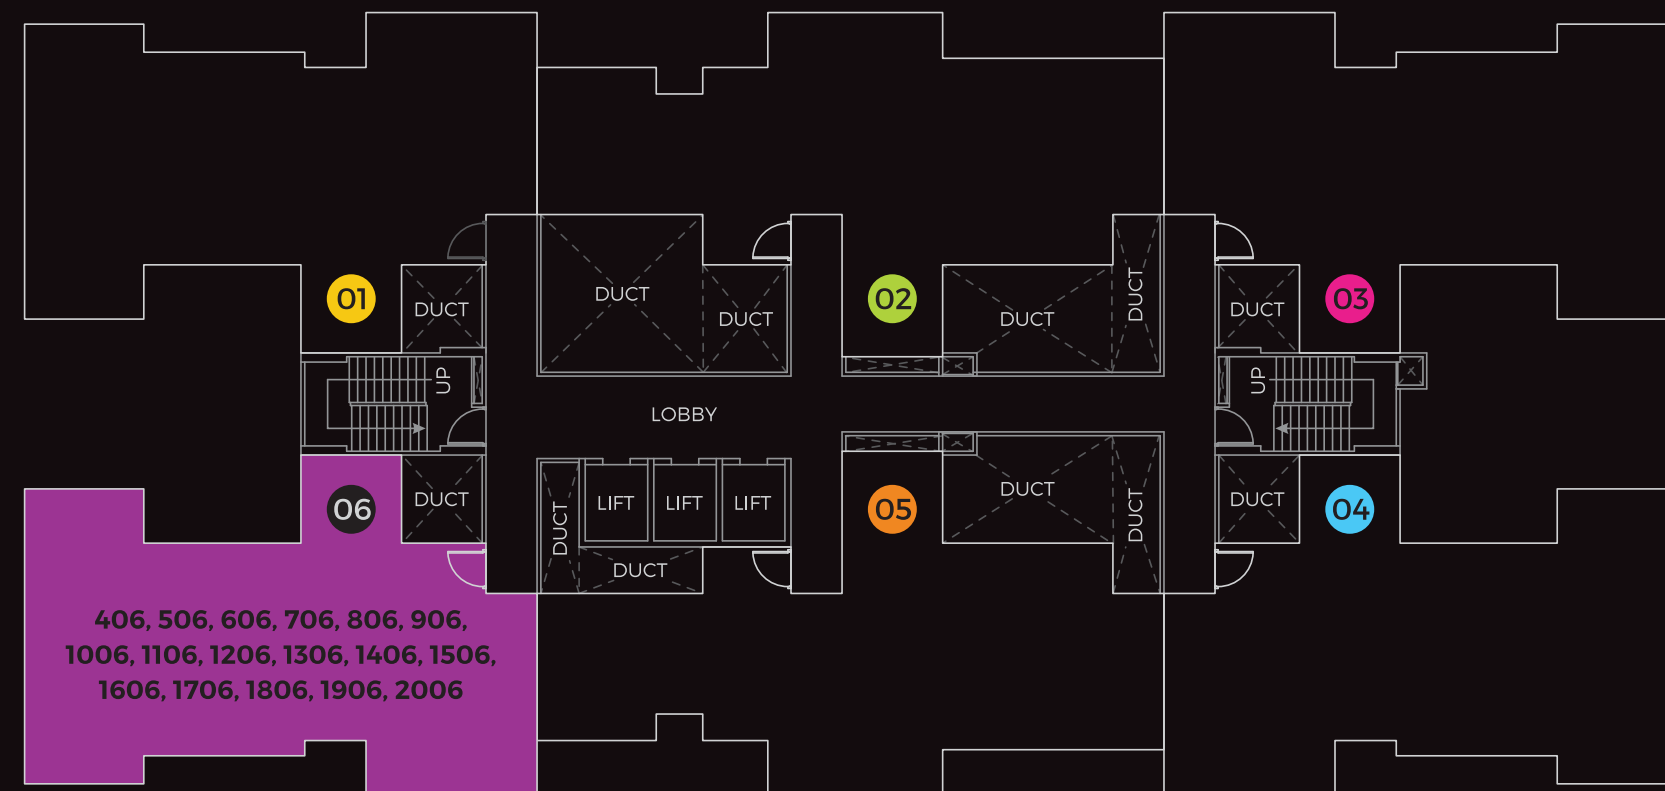 01
02
03
DUCT
DUCT
DUCT
DUCT
DUCT
DUCT
UP
UP
LOBBY
06
05
04
DUCT
LIFT
LIFT
LIFT
DUCT
DUCT
DUCT
DUCT
DUCT
406, 506, 606, 706, 806, 906,
1006, 1106, 1206, 1306, 1406, 1506,
1606, 1706, 1806, 1906, 2006